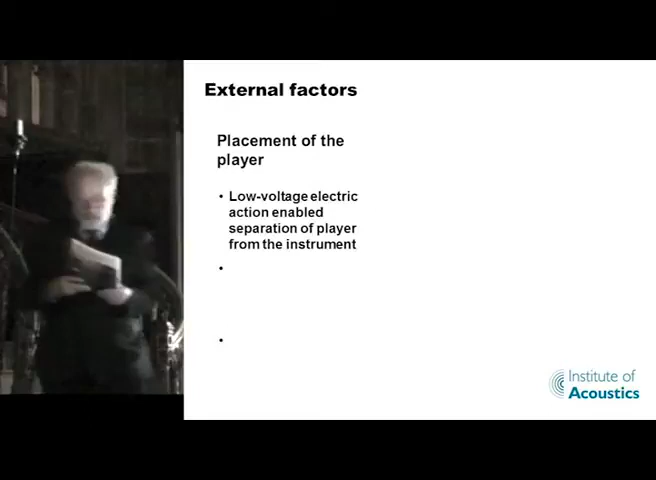 External factors
Placement of the
player
• Low-voltage electric
action enabled
separation of player
from the instrument
•
•
Institute of
Acoustics